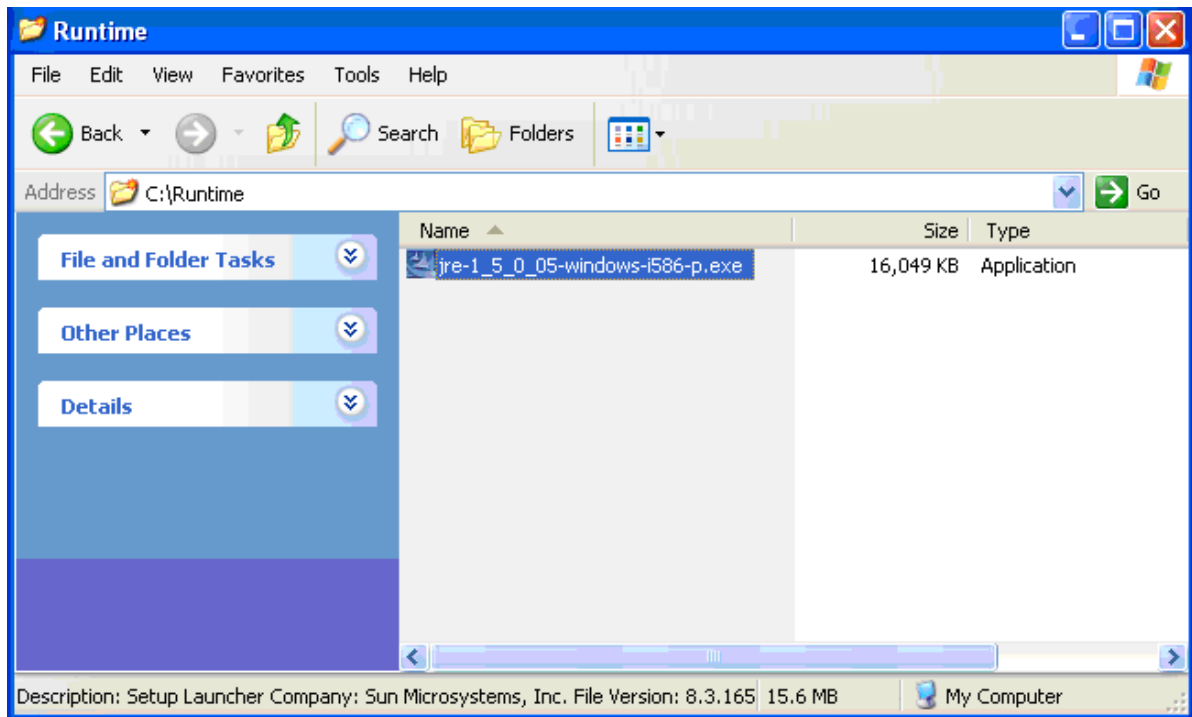 Runtime
File Edit View Favorites Tools Help
Back Search Folders
Address C:\Runtime Go
Name Size Type
File and Folder Tasks
jre-1_5_0_05-windows-i586-p.exe 16,049 KB Application
Other Places
Details
Description: Setup Launcher Company: Sun Microsystems, Inc. File Version: 8.3.165 15.6 MB My Computer